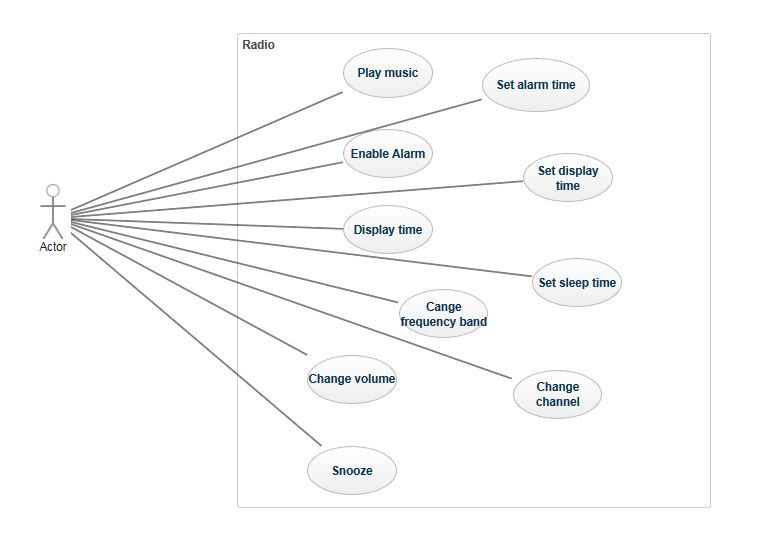 Radio
Play music
Set alarm time
Enable Alarm
Set display
time
Actor
Display time
Set sleep time
Cange
frequency band
Change volume
Change
channel
Snooze